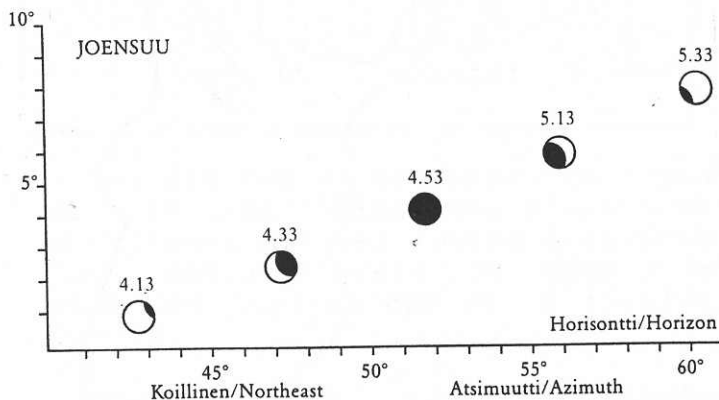 10°
JOENSUU
5.33
5.13
4.53
5°
4.33
4.13
Horisontti/Horizon
45° 50° 55° 60°
Koillinen/Northeast Atsimuutti/Azimuth